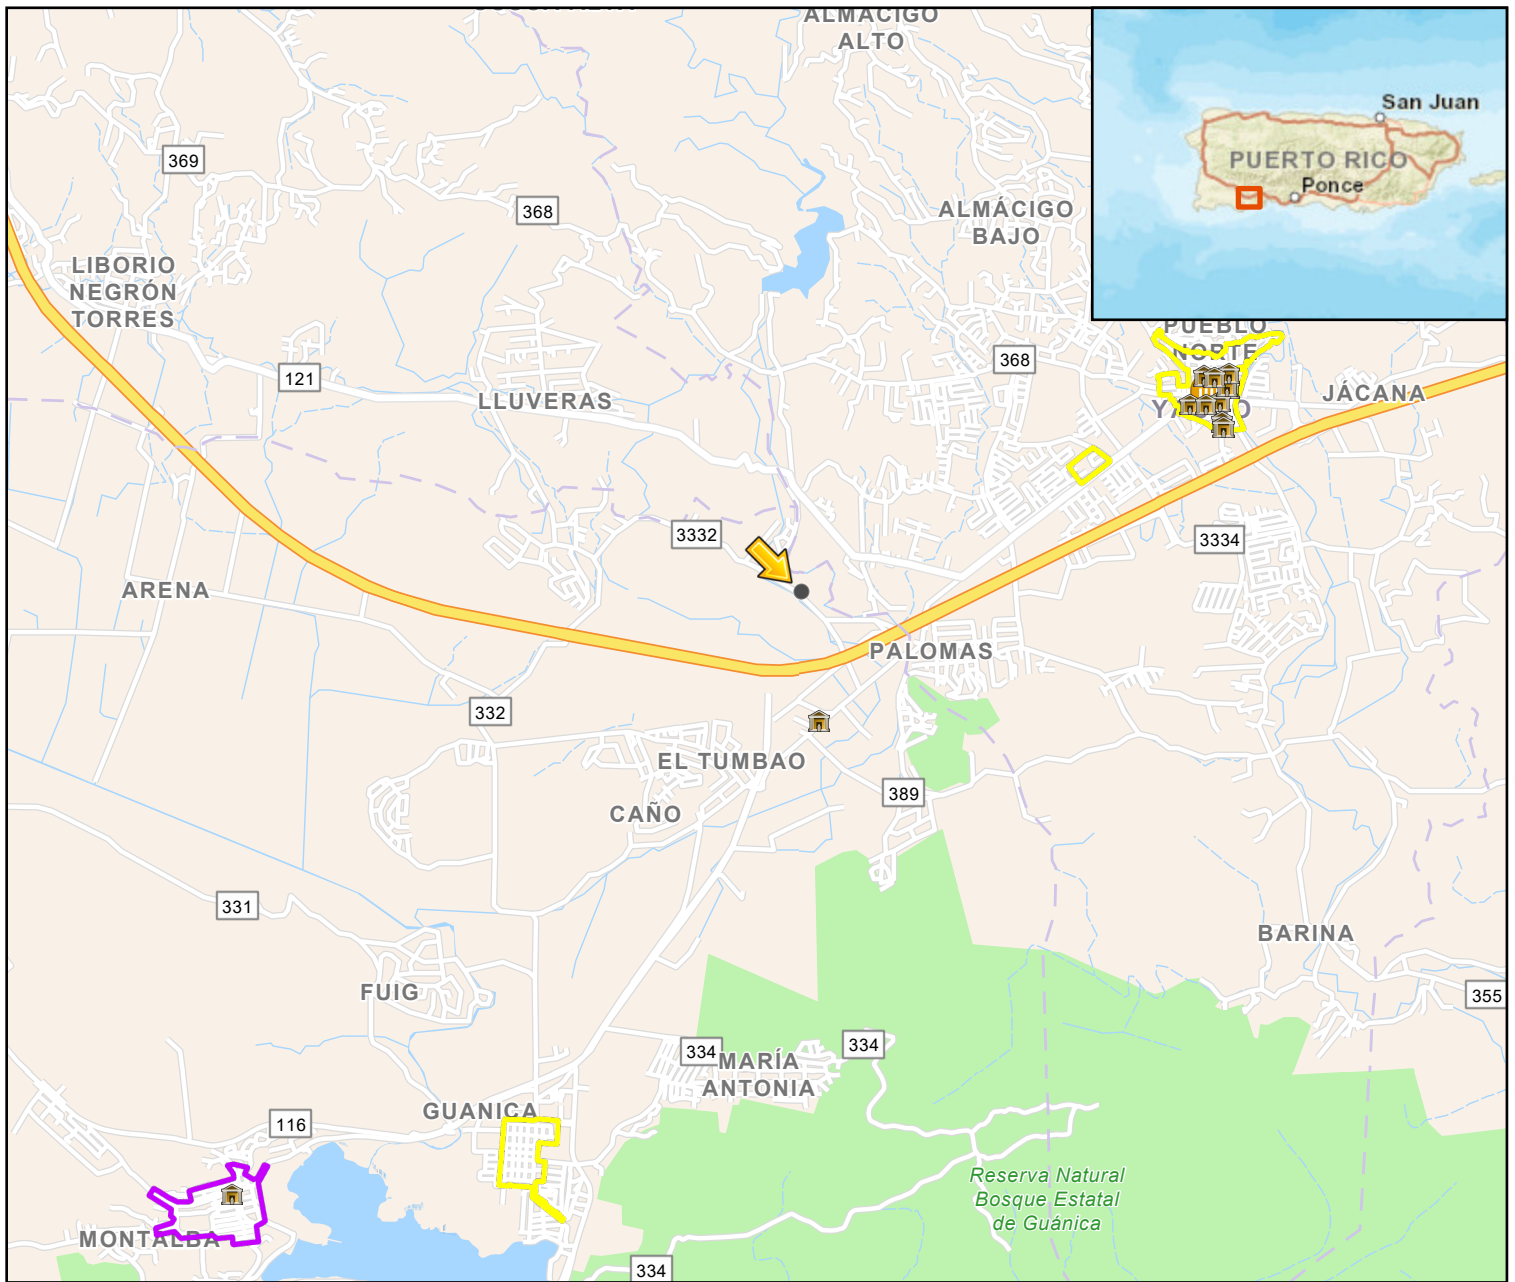 ALMÁCIGO
ALTO
San Juan
PUERTO RICO
Ponce
369
368
ALMÁCIGO
BAJO
LIBORIO
NEGRÓN
TORRES
PUEBLO
NORTE
368
121
LLUVERAS
JÁCANA
3332
3334
ARENA
PALOMAS
332
EL TUMBAO
389
CAÑO
331
BARINA
FUIG
355
334
MARÍA
ANTONIA
334
GUANICA
116
Reserva Natural
Bosque Estatal
de Guánica
MONTALBA
334